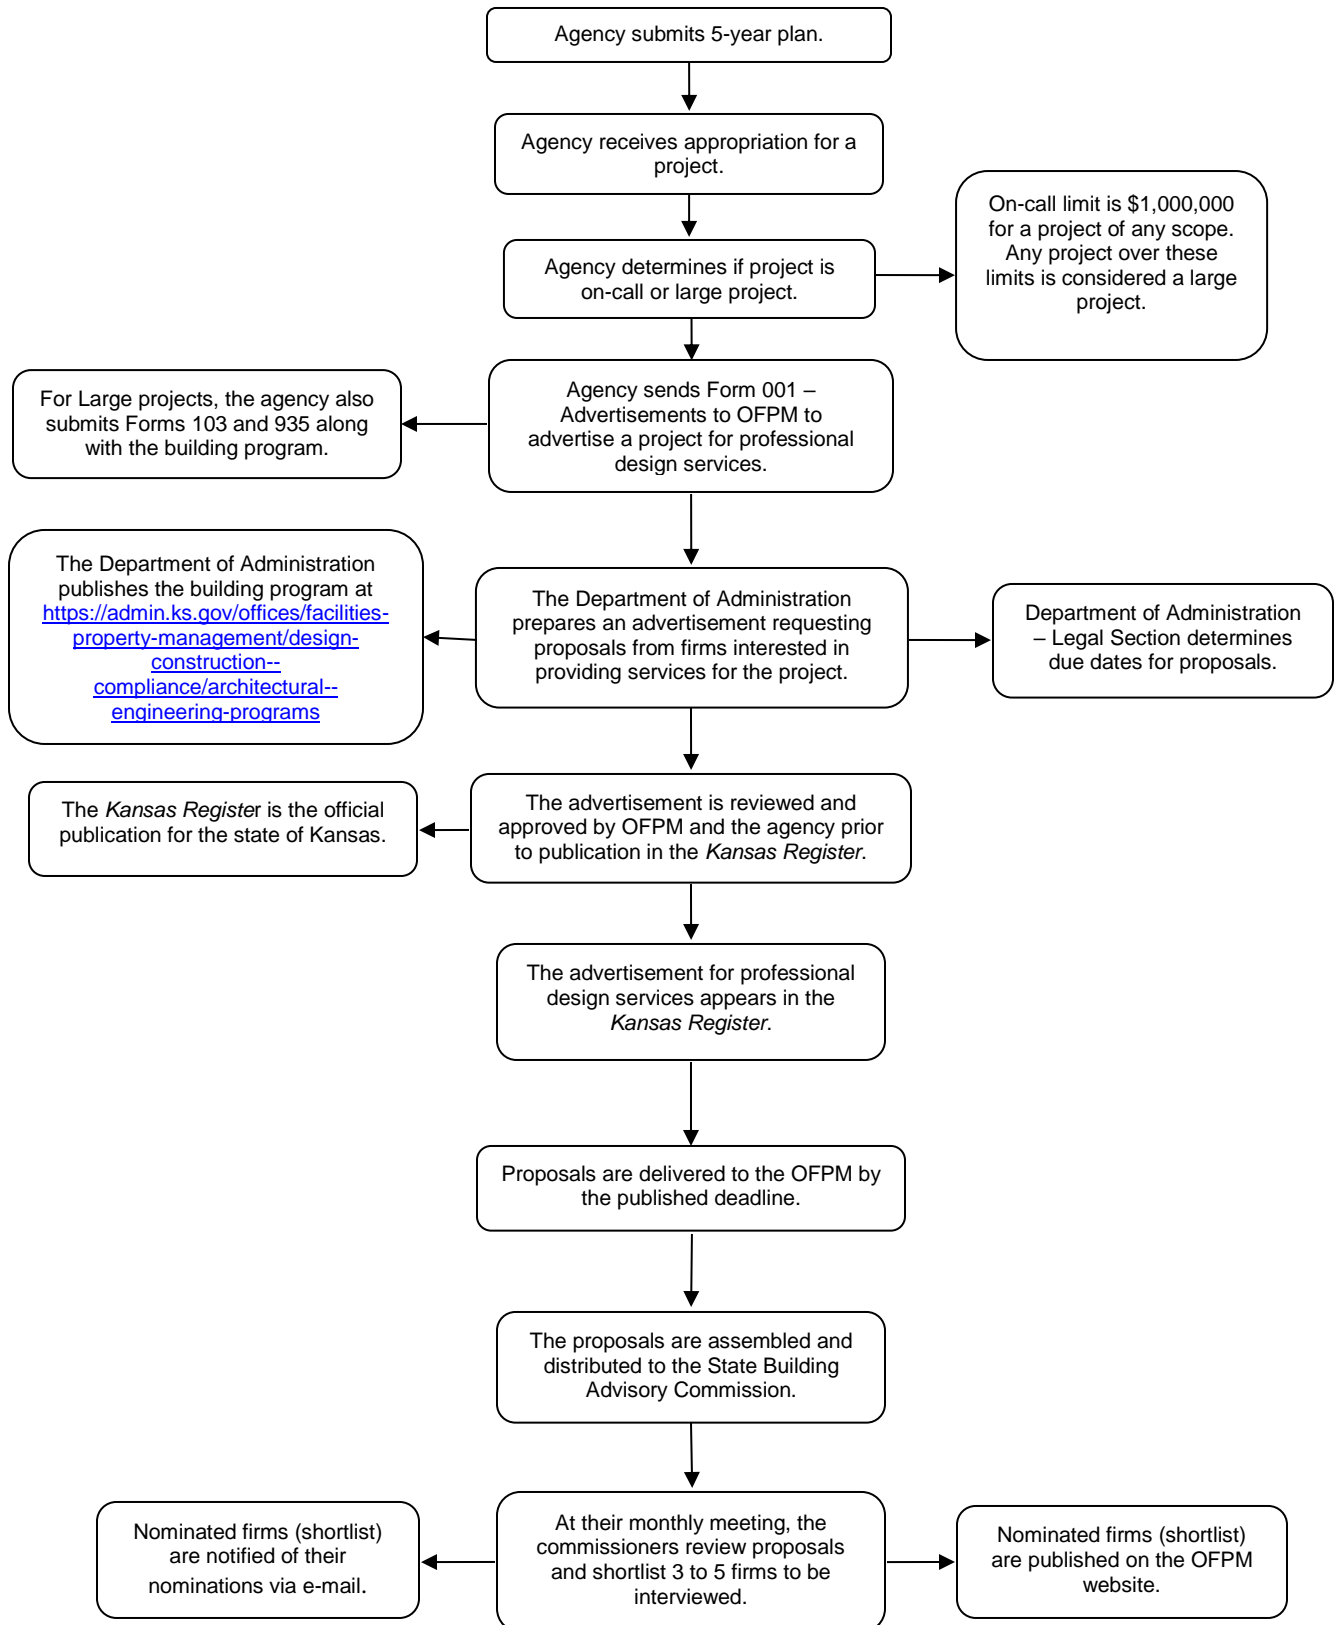 Agency submits 5-year plan.
Agency receives appropriation for a
project.
On-call limit is $1,000,000
for a project of any scope.
Any project over these
limits is considered a large
project.
Agency determines if project is
on-call or large project.
For Large projects, the agency also
submits Forms 103 and 935 along
with the building program.
Agency sends Form 001 –
Advertisements to OFPM to
advertise a project for professional
design services.
The Department of Administration
publishes the building program at
https://admin.ks.gov/offices/facilities-
property-management/design-
construction--
compliance/architectural--
engineering-programs
The Department of Administration
prepares an advertisement requesting
proposals from firms interested in
providing services for the project.
Department of Administration
– Legal Section determines
due dates for proposals.
The Kansas Register is the official
publication for the state of Kansas.
The advertisement is reviewed and
approved by OFPM and the agency prior
to publication in the Kansas Register.
The advertisement for professional
design services appears in the
Kansas Register.
Proposals are delivered to the OFPM by
the published deadline.
The proposals are assembled and
distributed to the State Building
Advisory Commission.
Nominated firms (shortlist)
are notified of their
nominations via e-mail.
At their monthly meeting, the
commissioners review proposals
and shortlist 3 to 5 firms to be
interviewed.
Nominated firms (shortlist)
are published on the OFPM
website.